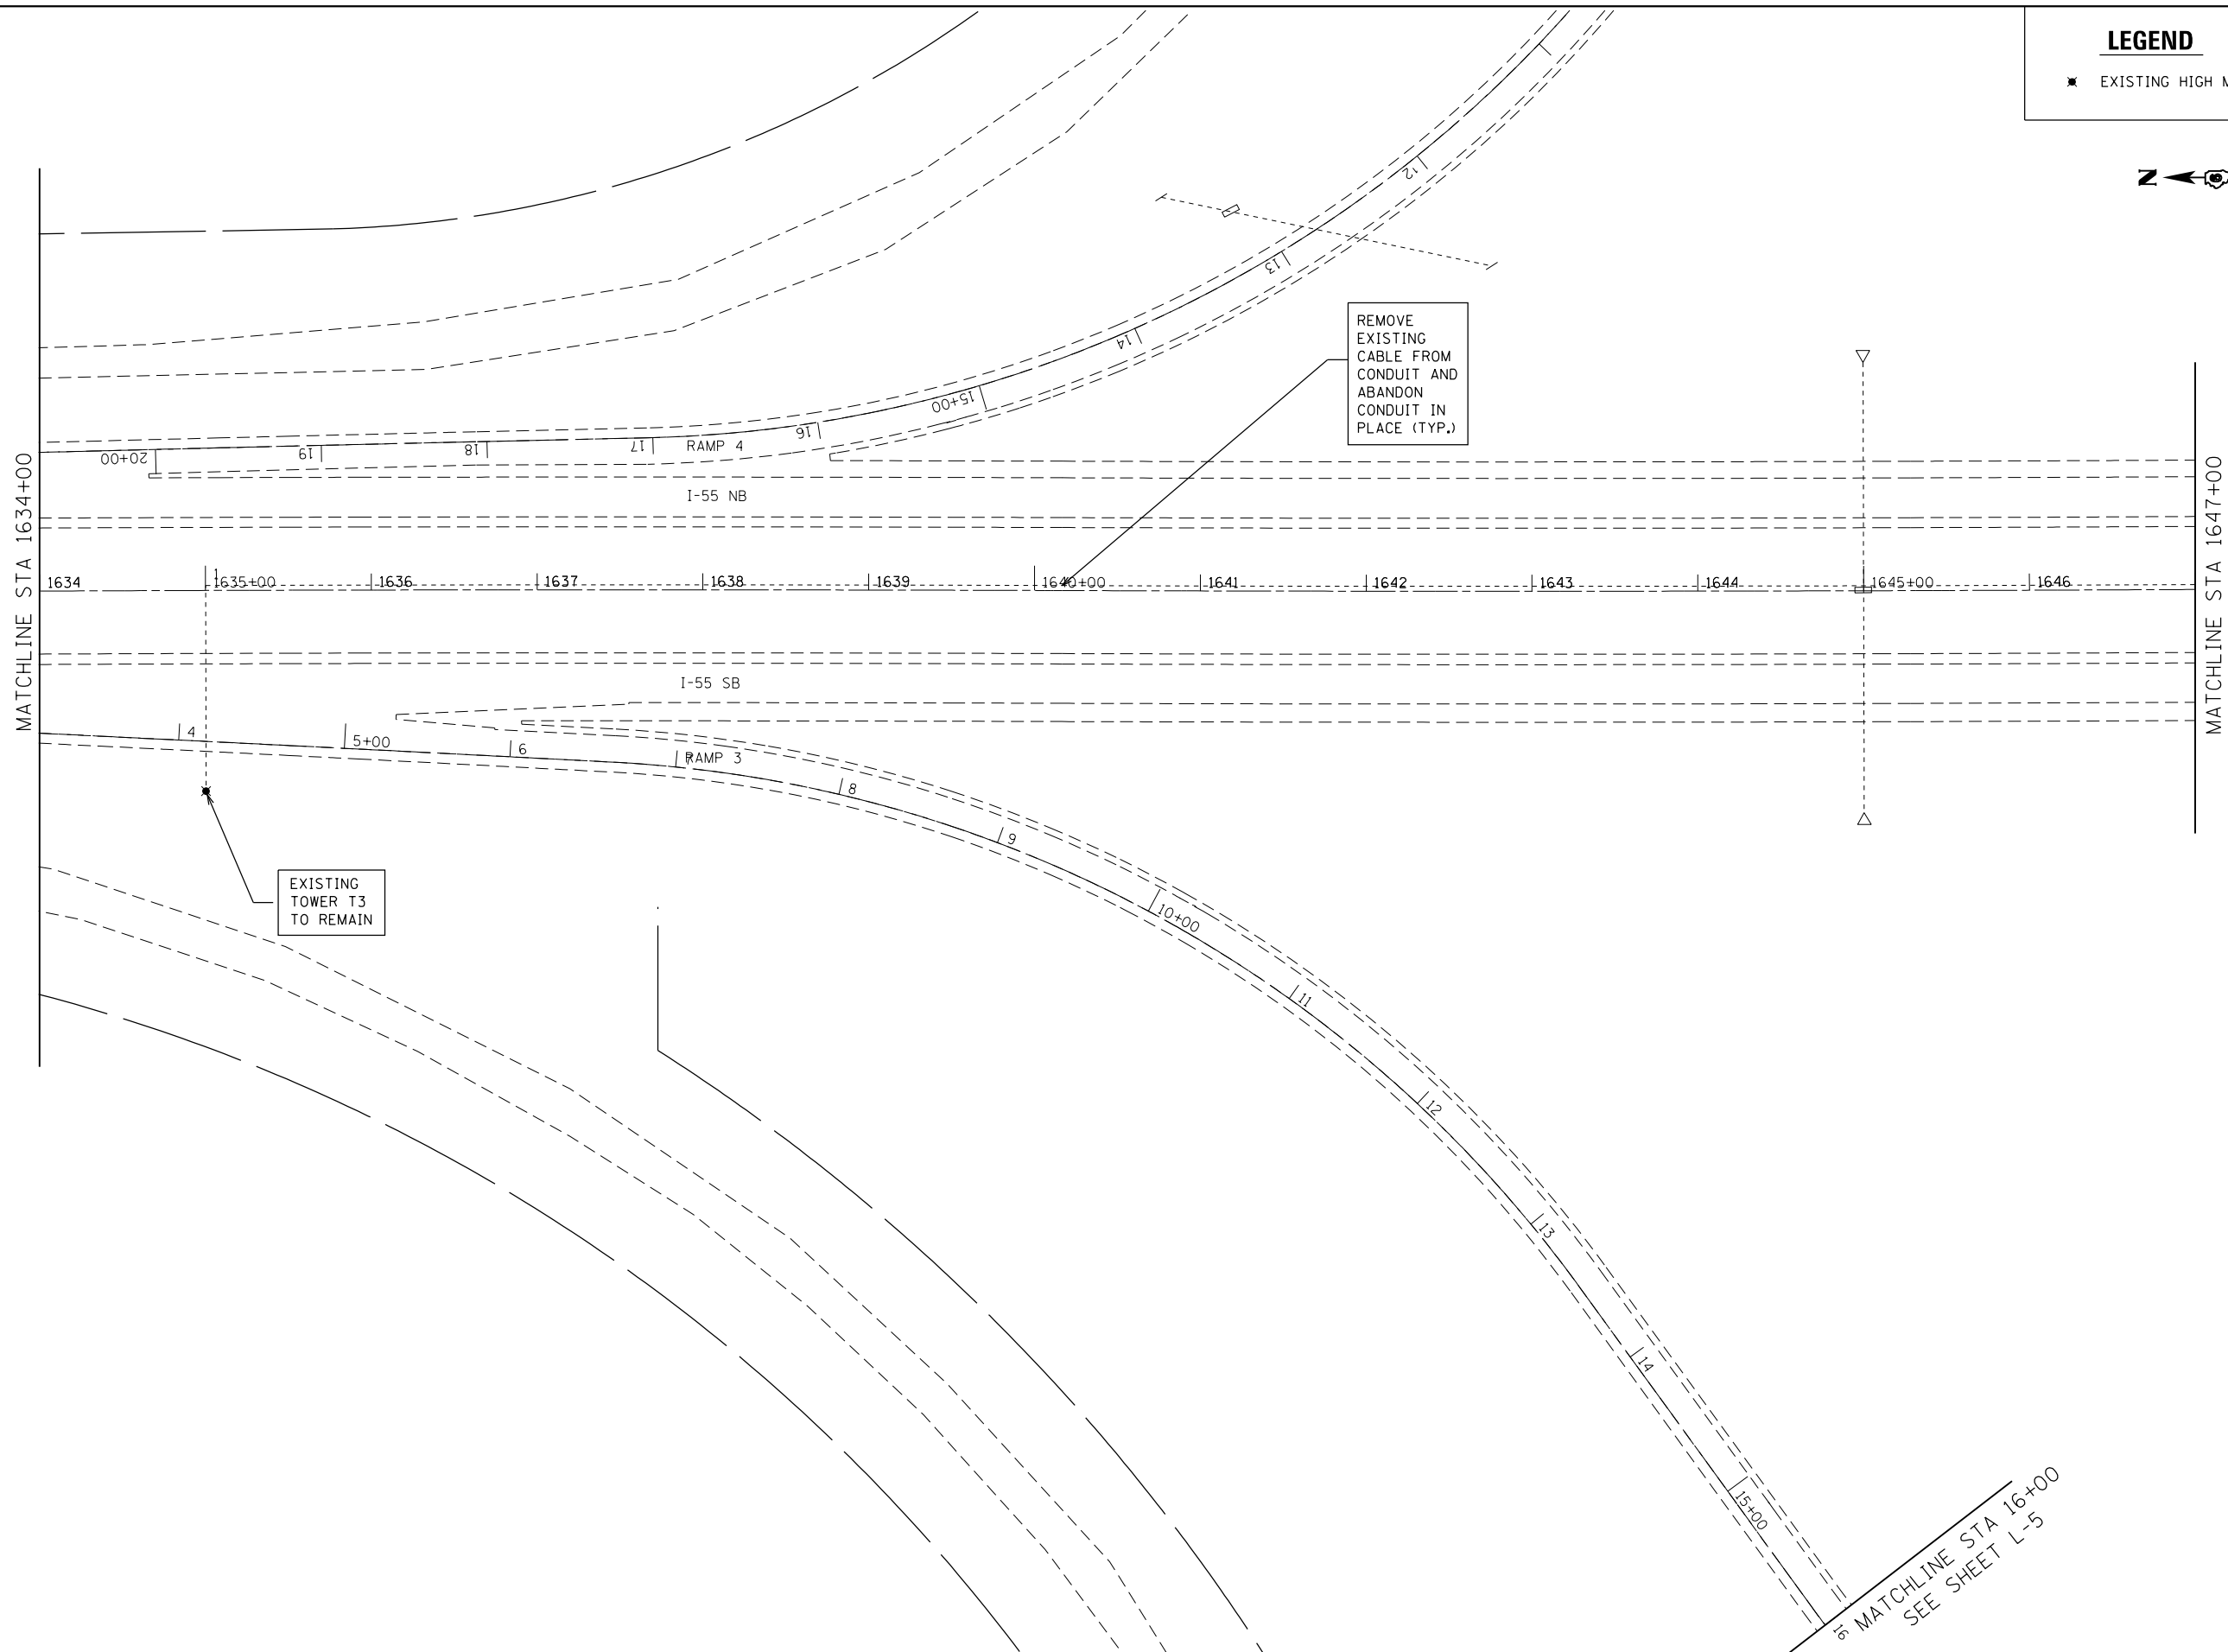 LEGEND
EXISTING HIGH M
N
12
13
14
15+00
16
17
18
19
20+00
RAMP 4
REMOVE
EXISTING
CABLE FROM
CONDUIT AND
ABANDON
CONDUIT IN
PLACE (TYP.)
MATCHLINE STA 1634+00
I-55 NB
1634
1
1635+00
1636
1637
1638
1639
1640+00
1641
1642
1643
1644
1645+00
1646
MATCHLINE STA 1647+00
I-55 SB
4
5+00
6
RAMP 3
8
9
10+00
11
12
13
14
15+00
16
EXISTING
TOWER T3
TO REMAIN
MATCHLINE STA 16+00
SEE SHEET L-5